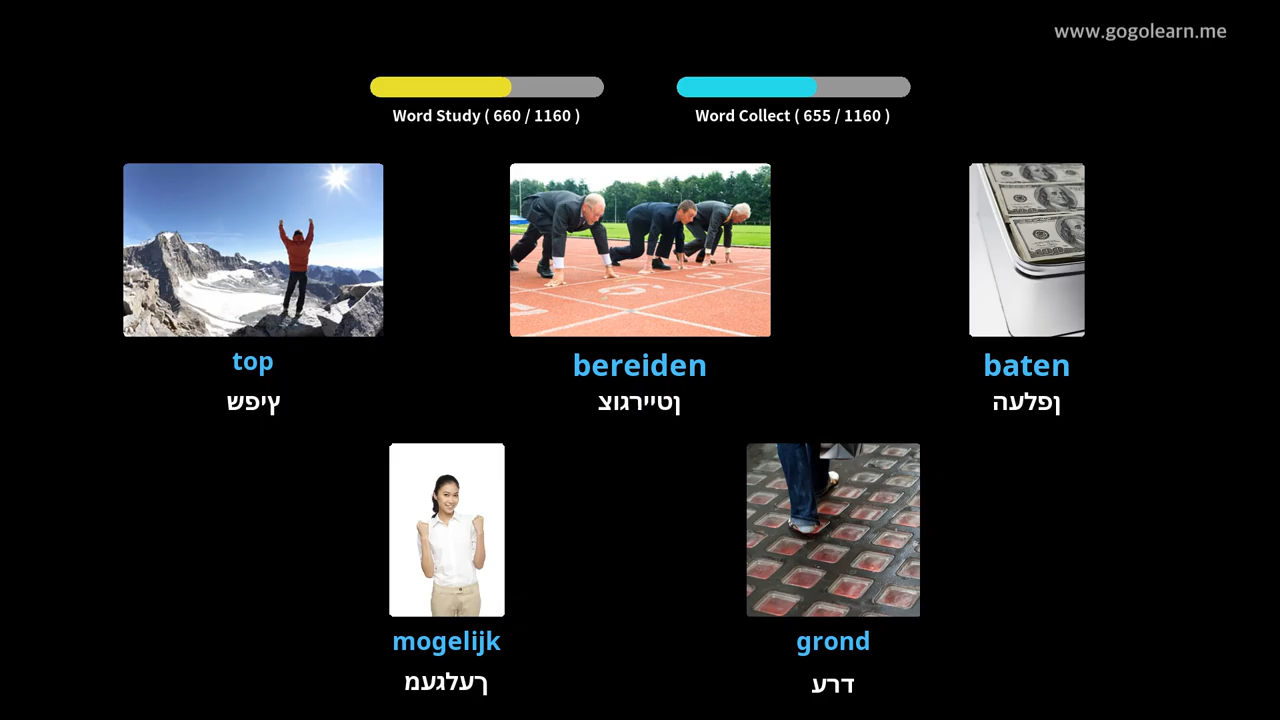 www.gogolearn.me
Word Study ( 660 / 1160 )
Word Collect ( 655 / 1160 )
top
שפיץ
bereiden
צוגרייטן
baten
העלפן
mogelijk
מעגלעך
grond
ערד